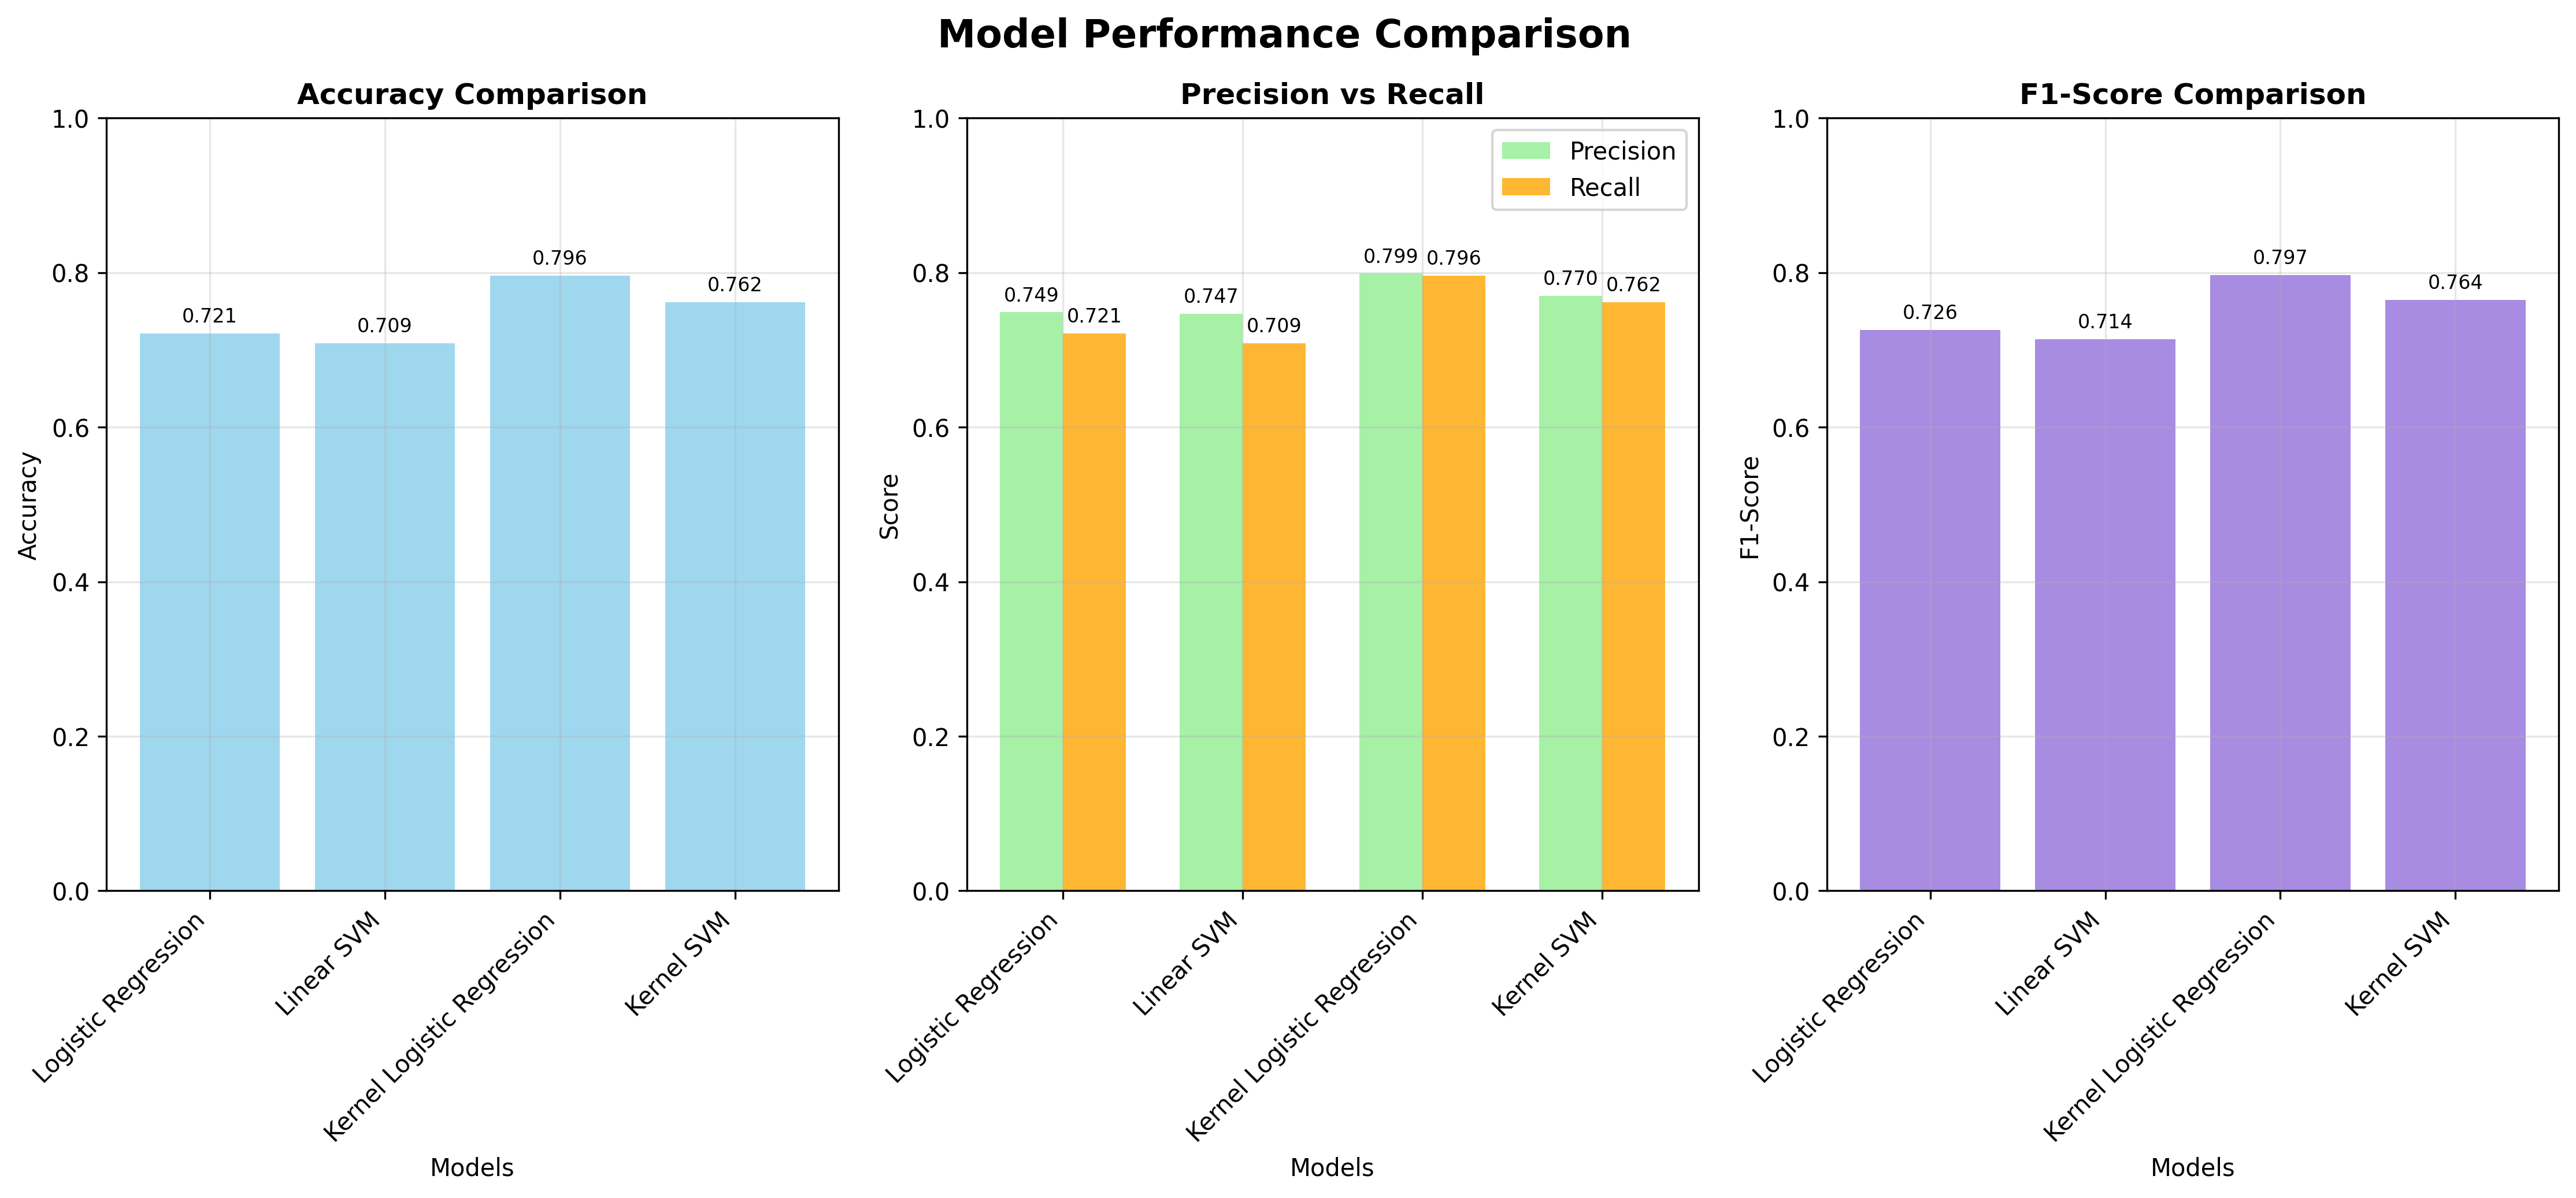 Model Performance Comparison
Accuracy Comparison
1.0
0.8
0.6
0.4
0.2
0.0
Accuracy
0.721
0.709
0.796
0.762
Logistic Regression
Linear SVM
Kernel Logistic Regression
Kernel SVM
Models
Precision vs Recall
Precision
Recall
1.0
0.8
0.6
0.4
0.2
0.0
Score
0.749
0.721
0.747
0.709
0.799
0.796
0.770
0.762
Logistic Regression
Linear SVM
Kernel Logistic Regression
Kernel SVM
Models
F1-Score Comparison
1.0
0.8
0.6
0.4
0.2
0.0
F1-Score
0.726
0.714
0.797
0.764
Logistic Regression
Linear SVM
Kernel Logistic Regression
Kernel SVM
Models